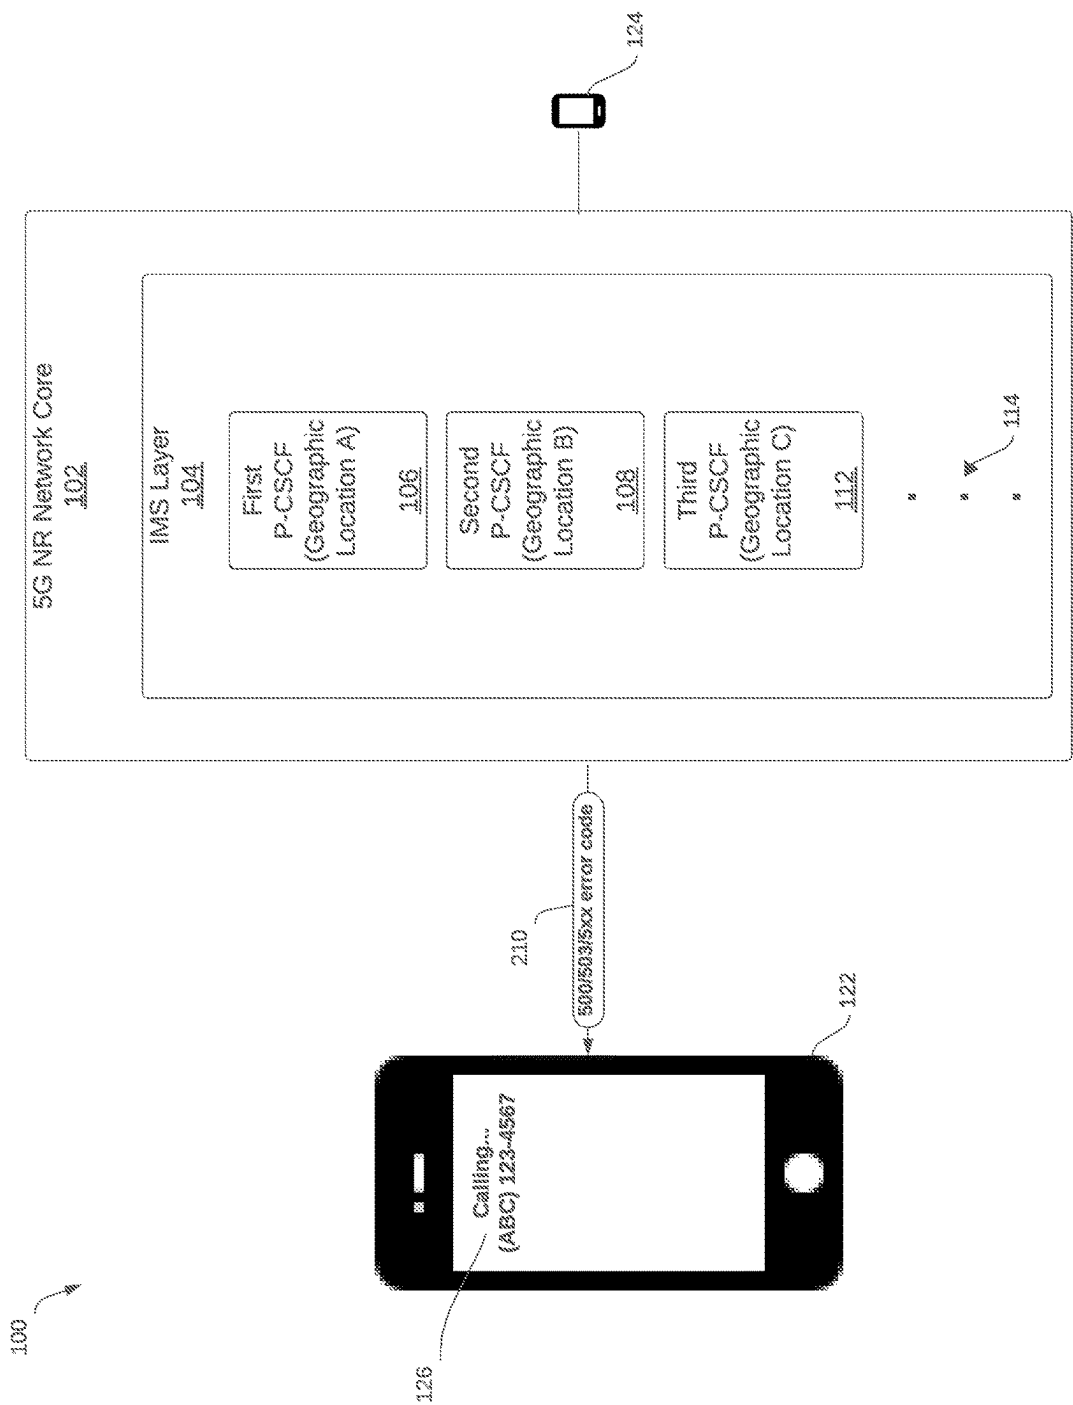 100
5G NR Network Core
102
IMS Layer
104
First
P-CSCF
(Geographic
Location A)
106
Second
P-CSCF
(Geographic
Location B)
108
Third
P-CSCF
(Geographic
Location C)
112
114
124
210
500/503/5xx error code
122
Calling...
(ABC) 123-4567
126